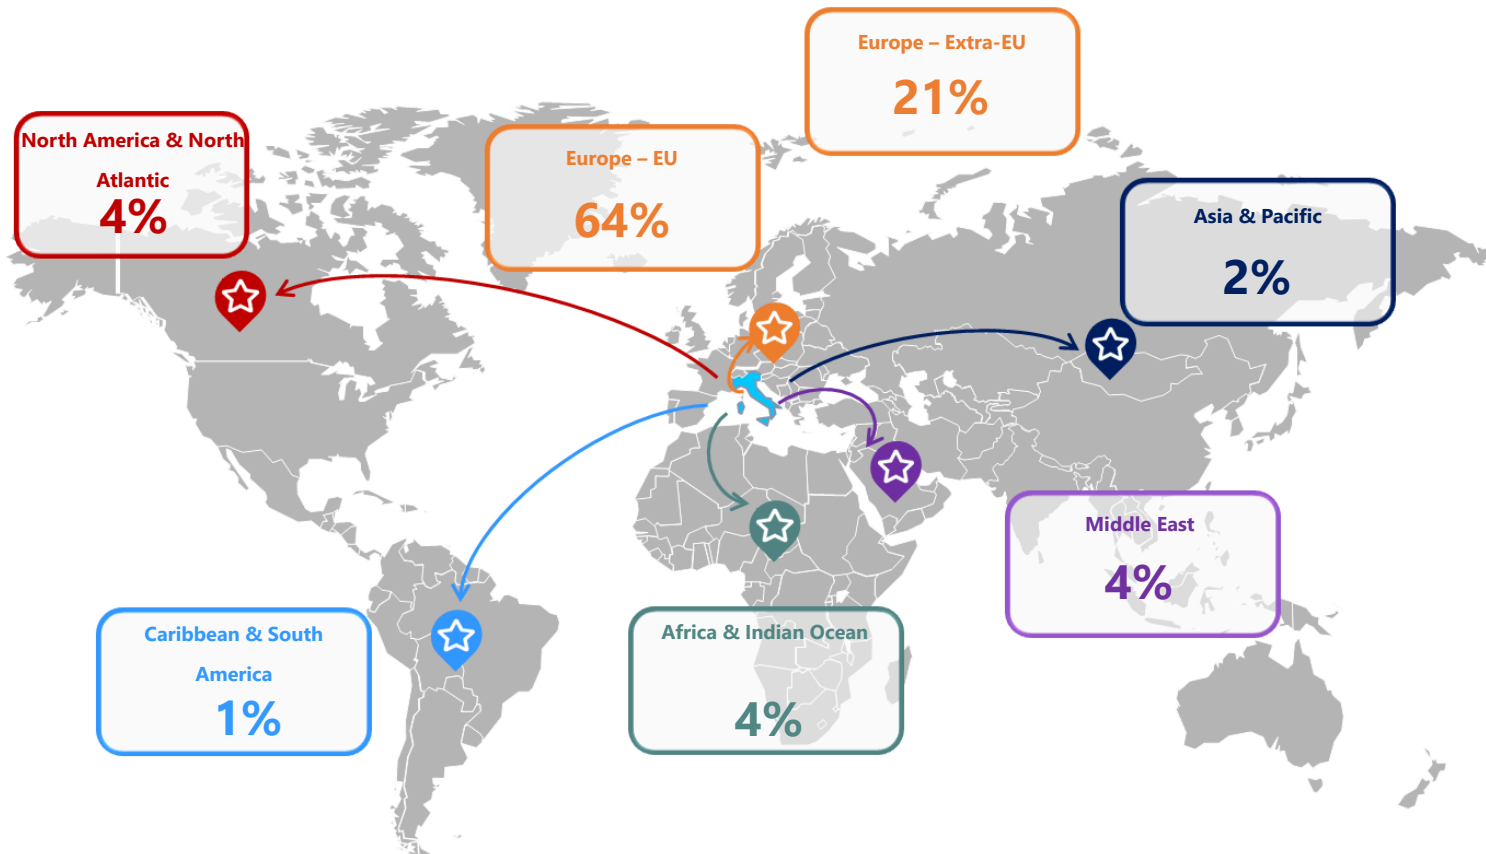 Europe – Extra-EU
21%
North America & North
Atlantic
4%
Europe – EU
64%
Asia & Pacific
2%
Middle East
4%
Caribbean & South
America
1%
Africa & Indian Ocean
4%